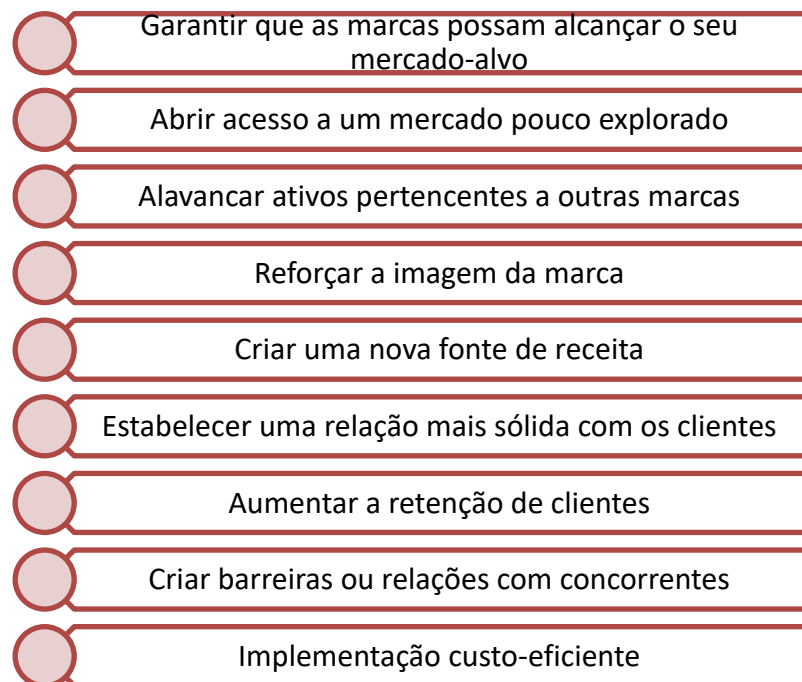 Garantir que as marcas possam alcançar o seu
mercado-alvo
Abrir acesso a um mercado pouco explorado
Alavancar ativos pertencentes a outras marcas
Reforçar a imagem da marca
Criar uma nova fonte de receita
Estabelecer uma relação mais sólida com os clientes
Aumentar a retenção de clientes
Criar barreiras ou relações com concorrentes
Implementação custo-eficiente